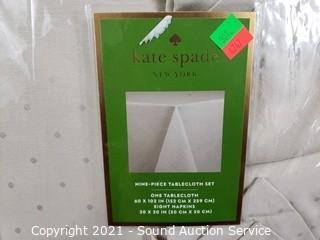 kate spade
NEW YORK
NINE-PIECE TABLECLOTH SET
ONE TABLECLOTH
60 X 102 IN (152 CM X 259 CM)
EIGHT NAPKINS
20 X 20 IN (50 CM X 50 CM)
Copyright 2021 - Sound Auction Service